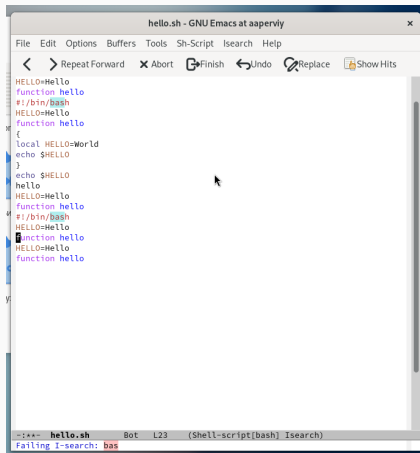 hello.sh - GNU Emacs at aaperviy
File Edit Options Buffers Tools Sh-Script Isearch Help
Repeat Forward Abort Finish Undo Replace Show Hits
HELLO=Hello
function hello
#!/bin/bash
HELLO=Hello
function hello
{
local HELLO=World
echo $HELLO
}
echo $HELLO
hello
HELLO=Hello
function hello
#!/bin/bash
HELLO=Hello
function hello
HELLO=Hello
function hello
-:**- hello.sh Bot L23 (Shell-script[bash] Isearch)
Failing I-search: bas